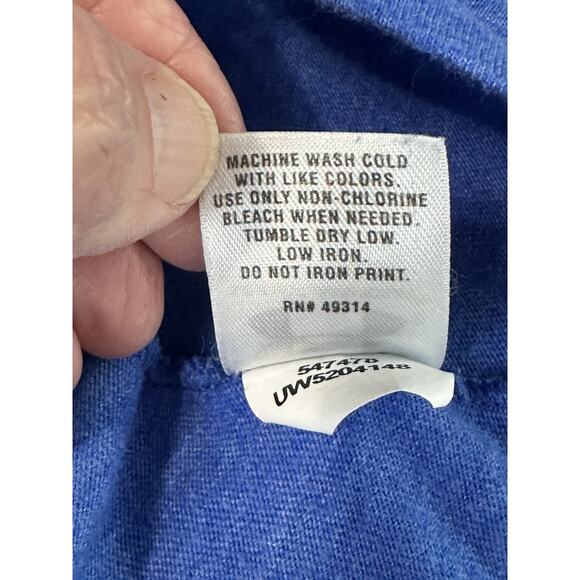 MACHINE WASH COLD
WITH LIKE COLORS.
USE ONLY NON-CHLORINE
BLEACH WHEN NEEDED.
TUMBLE DRY LOW.
LOW IRON.
DO NOT IRON PRINT.
RN# 49314
547478
UW5204148